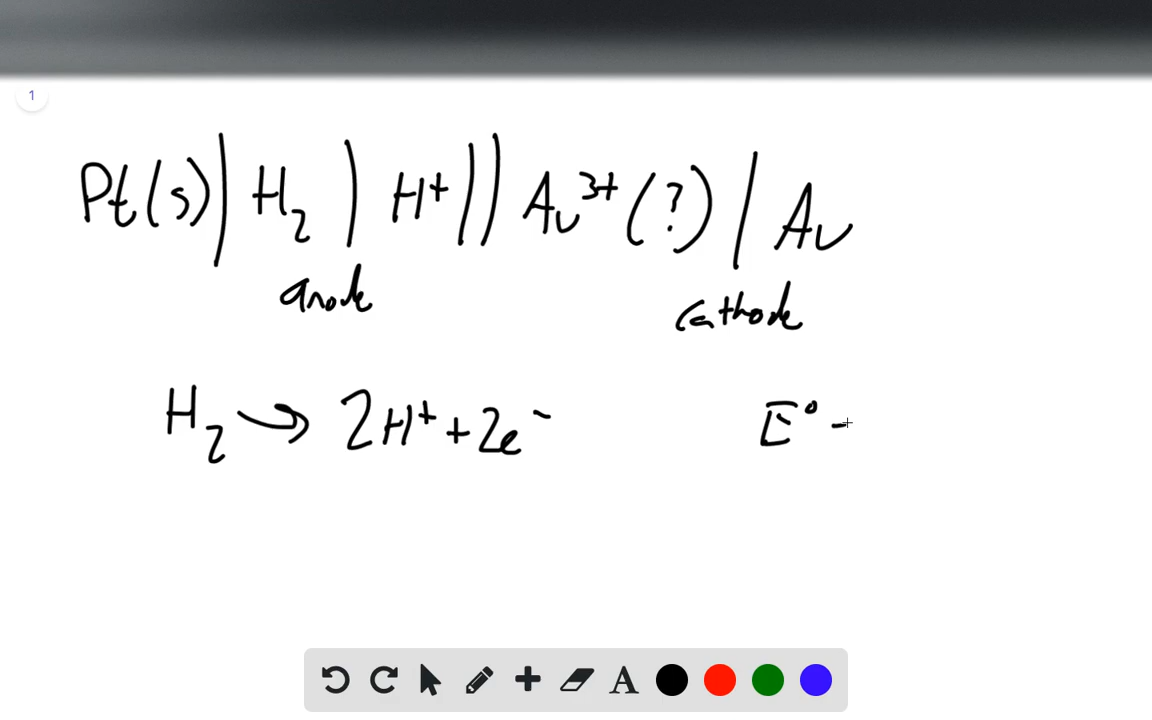 1
Pt(s) | H₂ | H⁺ || Au³⁺(?) | Au
anode cathode
H₂ → 2H⁺ + 2e⁻ E° -
A